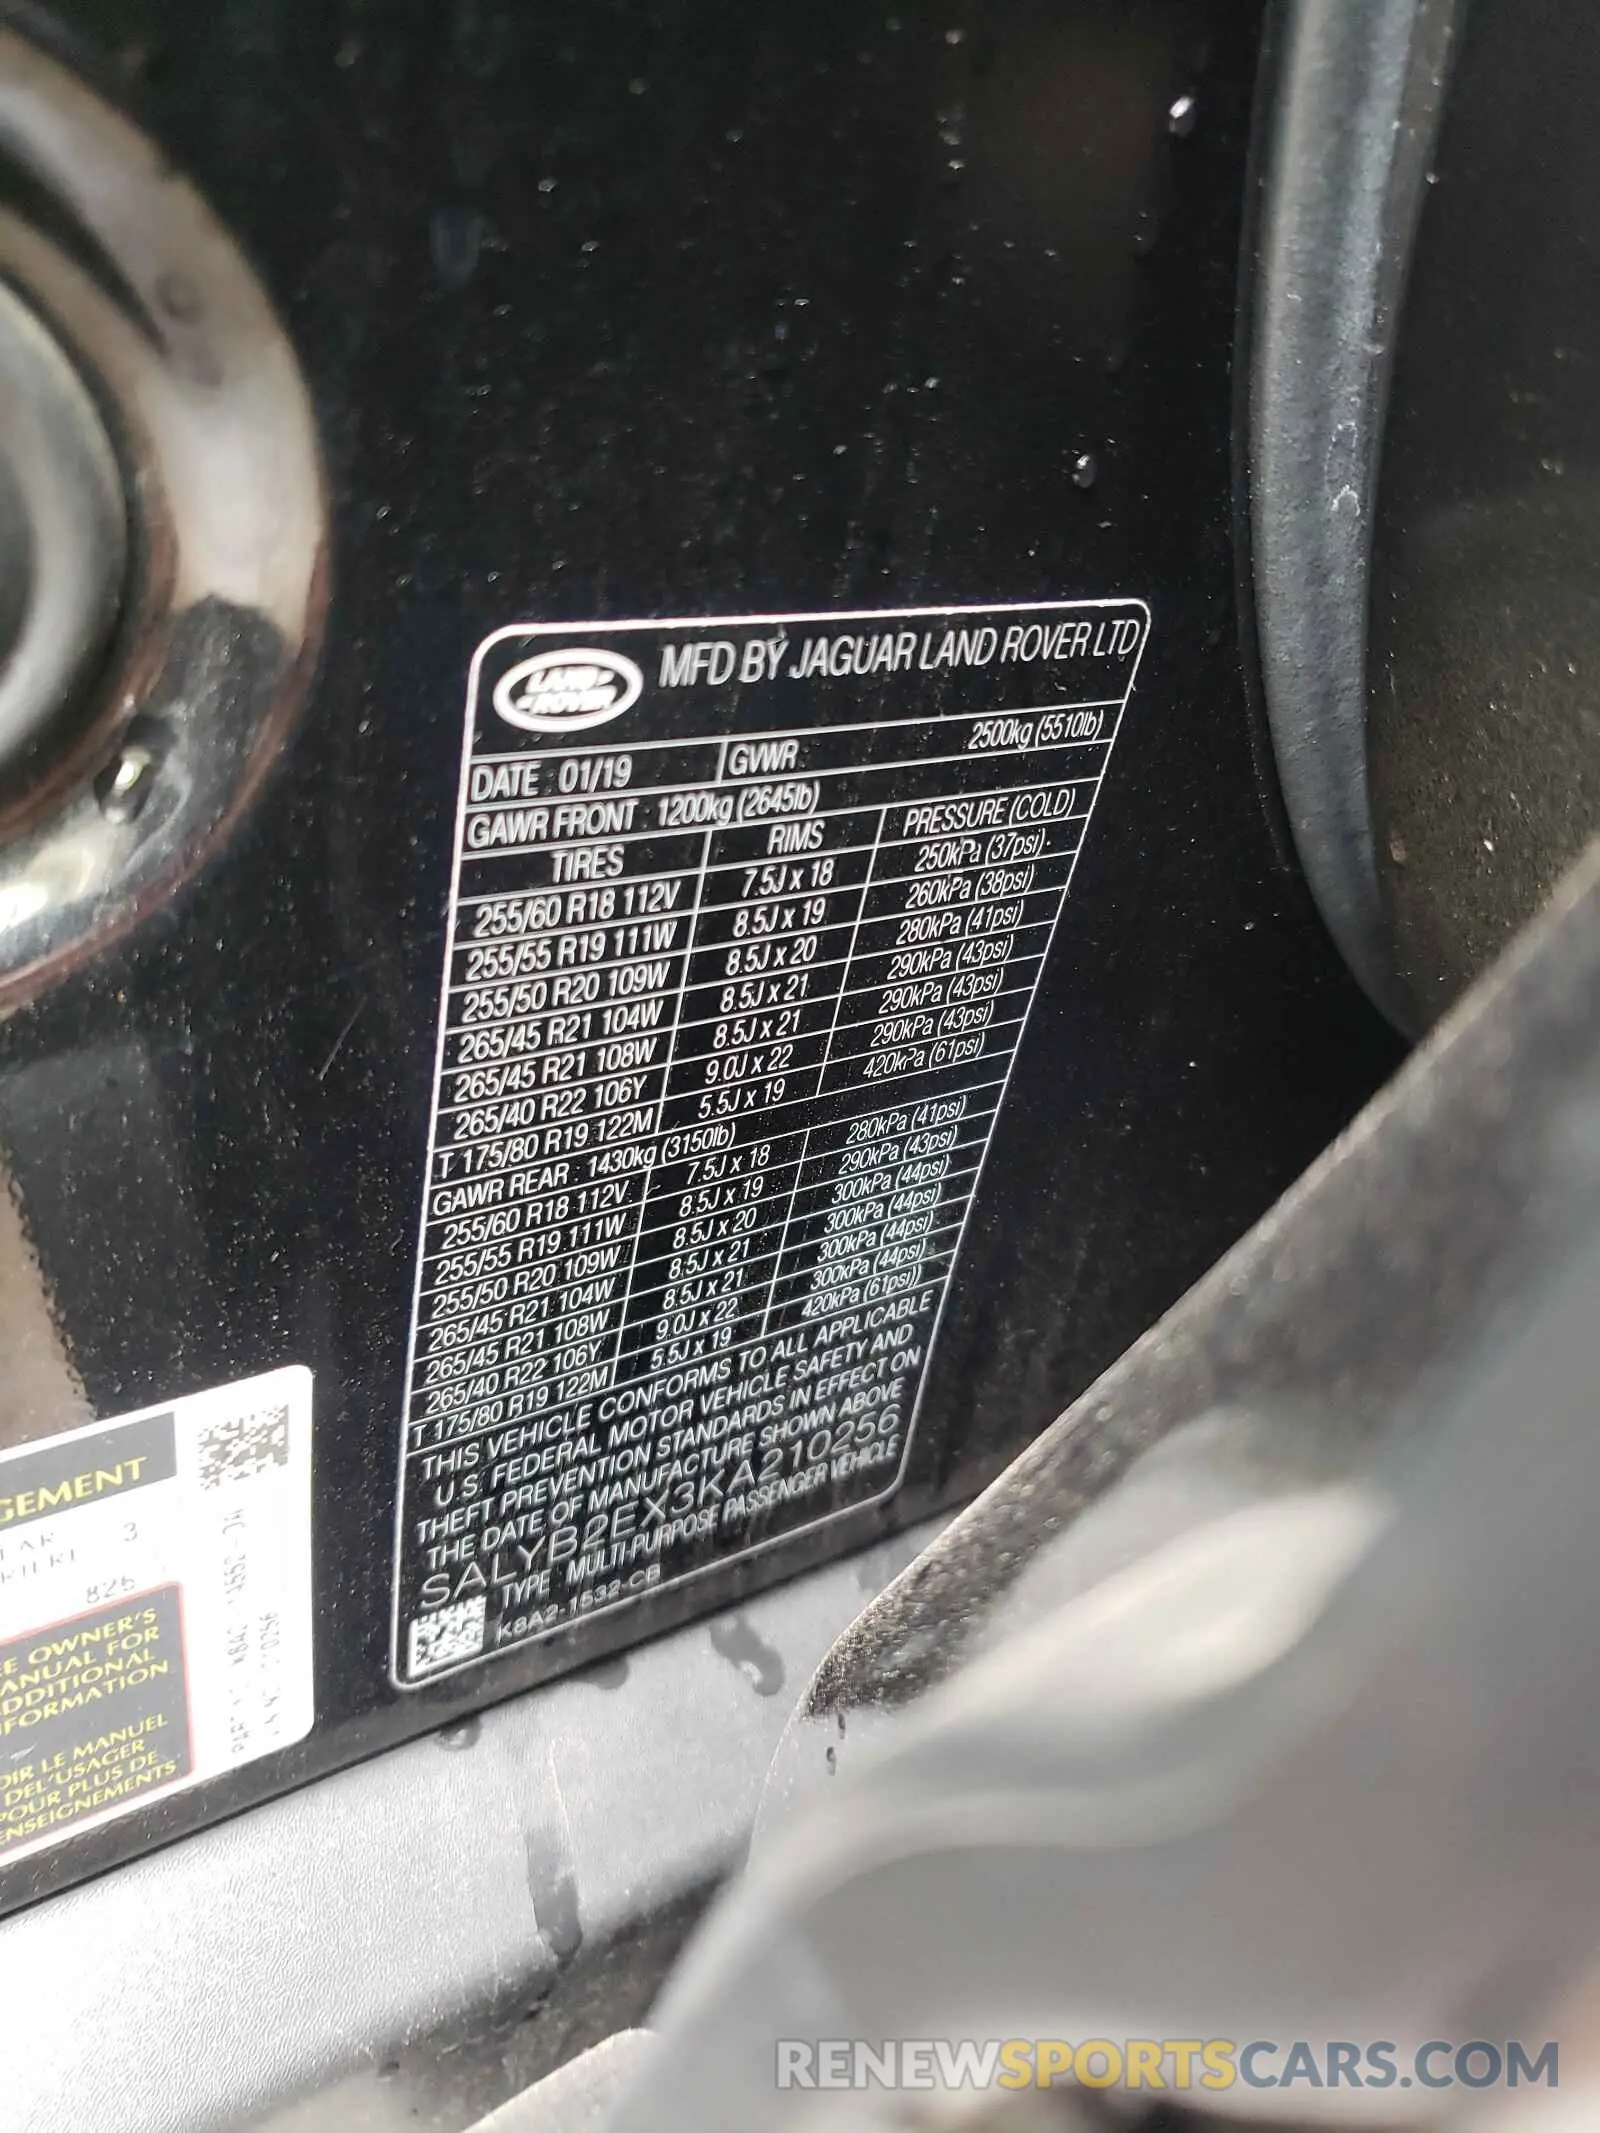 LAND ROVER
MFD BY JAGUAR LAND ROVER LTD
DATE : 01/19 GVWR : 2500kg (5510lb)
GAWR FRONT : 1200kg (2645lb)
TIRES RIMS PRESSURE (COLD)
255/60 R18 112V 7.5J x 18 250kPa (37psi)
255/55 R19 111W 8.5J x 19 260kPa (38psi)
255/50 R20 109W 8.5J x 20 280kPa (41psi)
265/45 R21 104W 8.5J x 21 290kPa (43psi)
265/45 R21 108W 8.5J x 21 290kPa (43psi)
265/40 R22 106Y 9.0J x 22 290kPa (43psi)
T 175/80 R19 122M 5.5J x 19 420kPa (61psi)
GAWR REAR : 1430kg (3150lb)
255/60 R18 112V 7.5J x 18 280kPa (41psi)
255/55 R19 111W 8.5J x 19 290kPa (43psi)
255/50 R20 109W 8.5J x 20 300kPa (44psi)
265/45 R21 104W 8.5J x 21 300kPa (44psi)
265/45 R21 108W 8.5J x 21 300kPa (44psi)
265/40 R22 106Y 9.0J x 22 300kPa (44psi)
T 175/80 R19 122M 5.5J x 19 420kPa (61psi))
THIS VEHICLE CONFORMS TO ALL APPLICABLE
U.S. FEDERAL MOTOR VEHICLE SAFETY AND
THEFT PREVENTION STANDARDS IN EFFECT ON
THE DATE OF MANUFACTURE SHOWN ABOVE
SALYB2EX3KA210256
TYPE MULTI-PURPOSE PASSENGER VEHICLE
K8A2-1532-CB
GEMENT
3
825
E OWNER'S
ANUAL FOR
DDITIONAL
FORMATION
OIR LE MANUEL
DEL'USAGER
POUR PLUS DE
ENSEIGNEMENTS
RENEWSPORTSCARS.COM